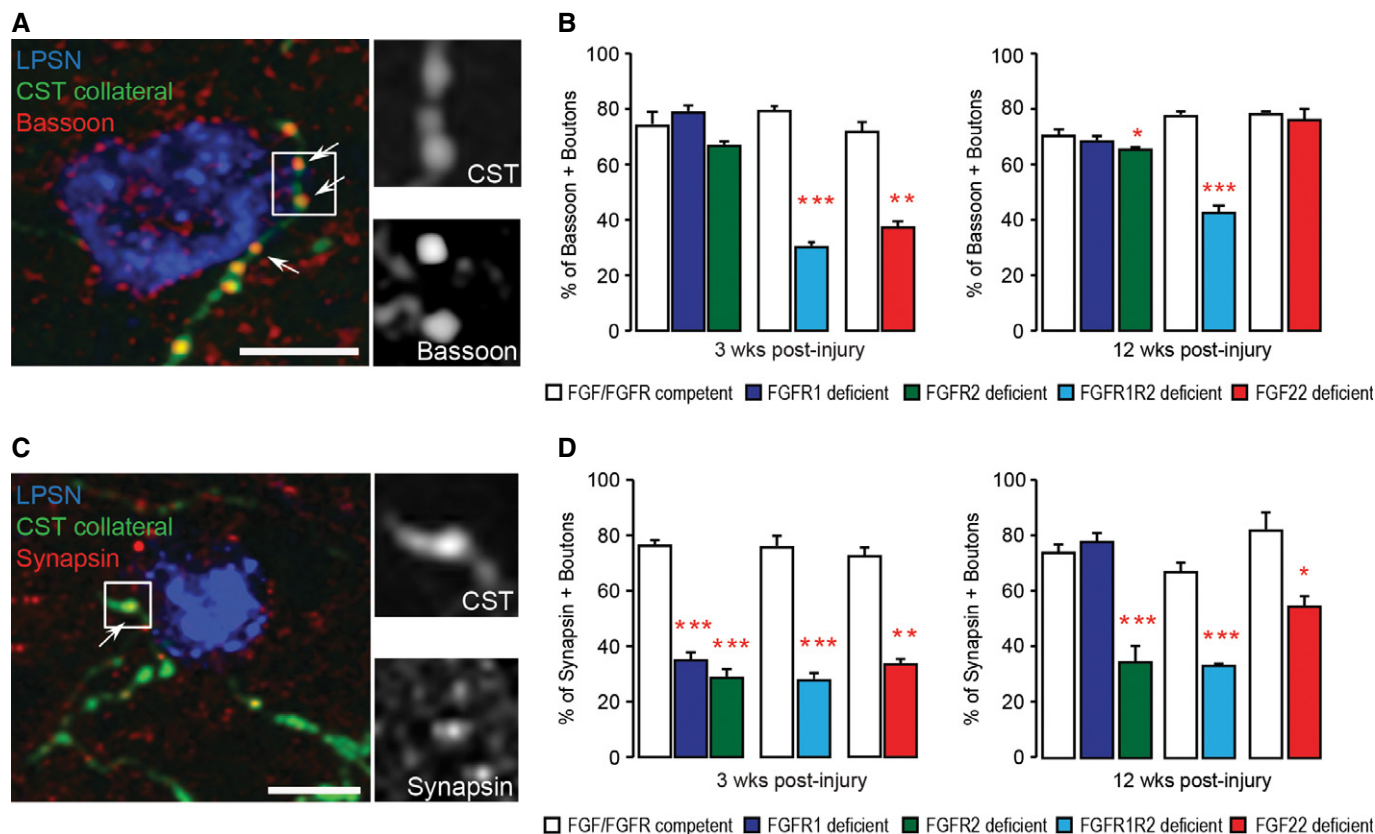 A
LPSN
CST collateral
Bassoon
CST
Bassoon
B
% of Bassoon + Boutons
100
80
60
40
20
0
***
**
3 wks post-injury
% of Bassoon + Boutons
100
80
60
40
20
0
*
***
12 wks post-injury
FGF/FGFR competent FGFR1 deficient FGFR2 deficient FGFR1R2 deficient FGF22 deficient
C
LPSN
CST collateral
Synapsin
CST
Synapsin
D
% of Synapsin + Boutons
100
80
60
40
20
0
***
***
***
**
3 wks post-injury
% of Synapsin + Boutons
100
80
60
40
20
0
***
***
*
12 wks post-injury
FGF/FGFR competent FGFR1 deficient FGFR2 deficient FGFR1R2 deficient FGF22 deficient